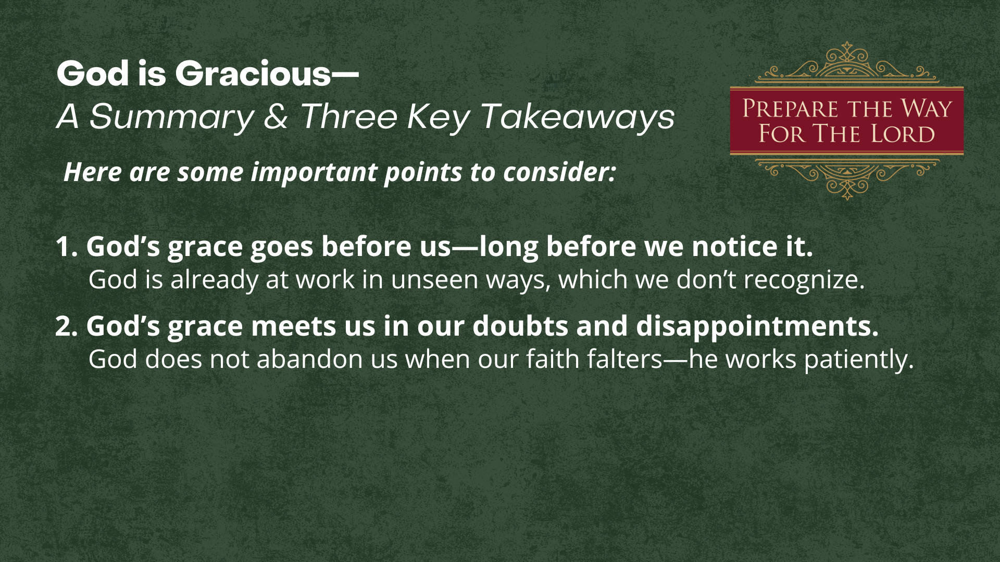 God is Gracious—
A Summary & Three Key Takeaways
PREPARE THE WAY
FOR THE LORD
Here are some important points to consider:
1. God’s grace goes before us—long before we notice it.
God is already at work in unseen ways, which we don’t recognize.
2. God’s grace meets us in our doubts and disappointments.
God does not abandon us when our faith falters—he works patiently.